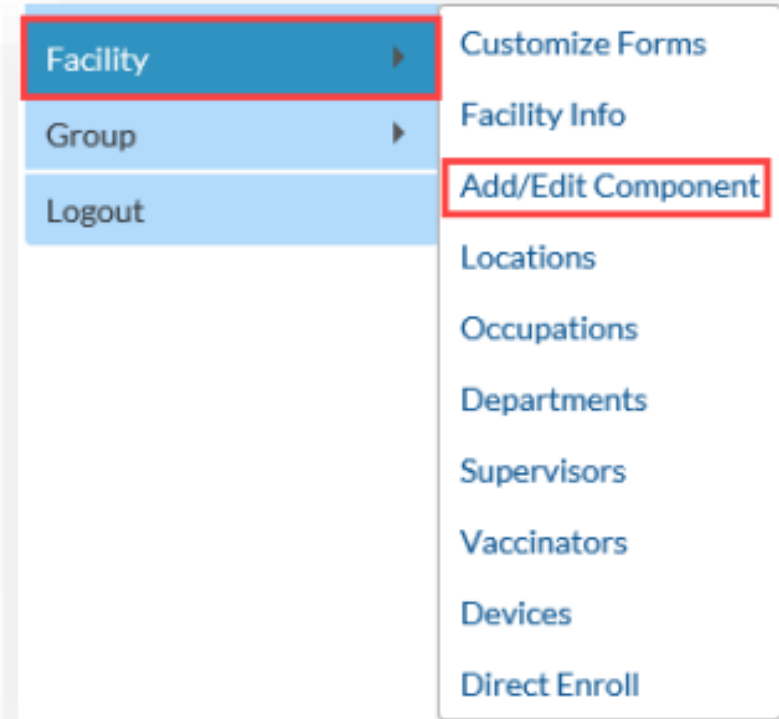 Facility
Group
Logout
Customize Forms
Facility Info
Add/Edit Component
Locations
Occupations
Departments
Supervisors
Vaccinators
Devices
Direct Enroll